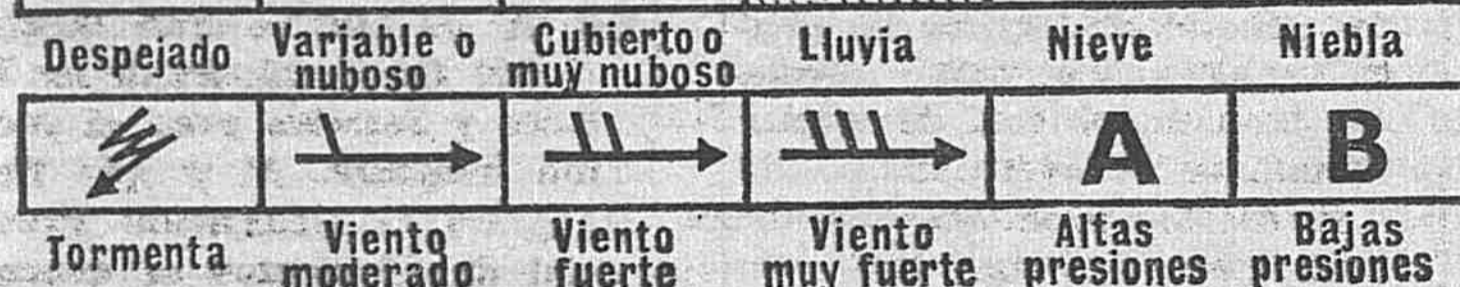 Despejado
Variable o
nuboso
Cubierto o
muy nuboso
Lluvia
Nieve
Niebla
A
B
Tormenta
Viento
moderado
Viento
fuerte
Viento
muy fuerte
Altas
presiones
Bajas
presiones